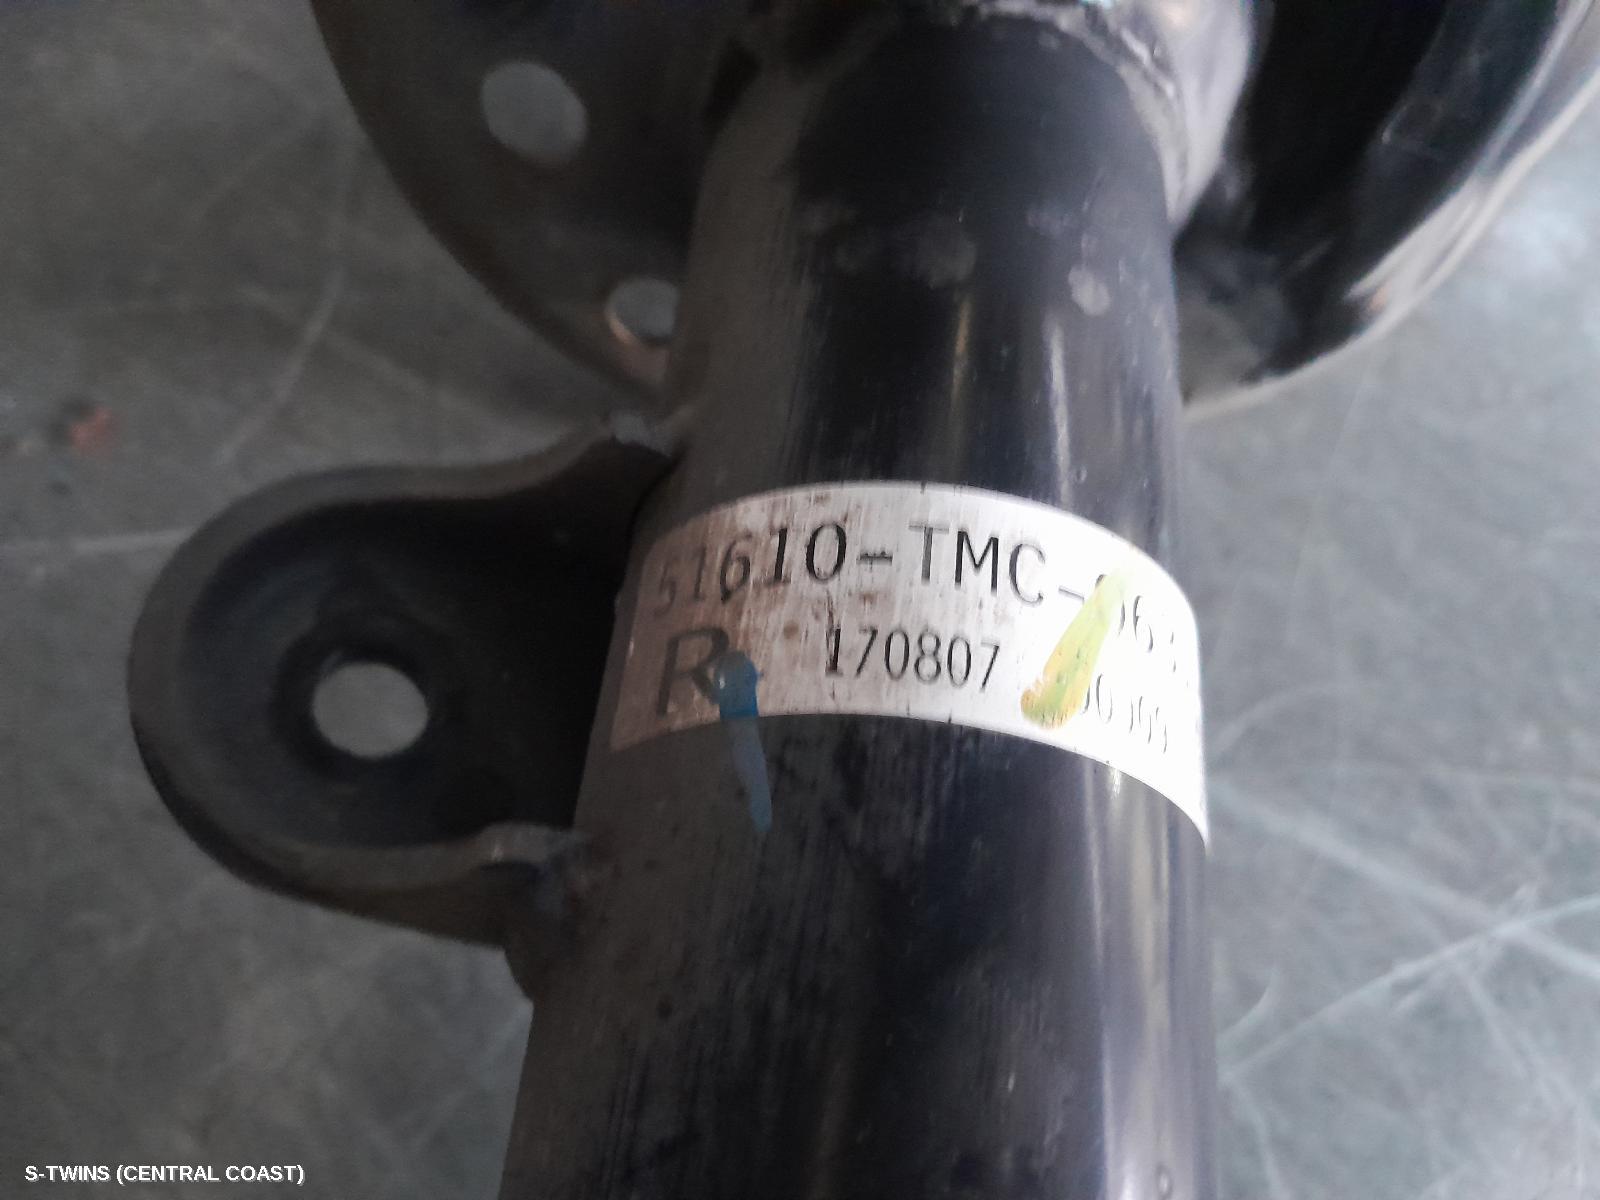 51610-TMC-
R 170807
S-TWINS (CENTRAL COAST)